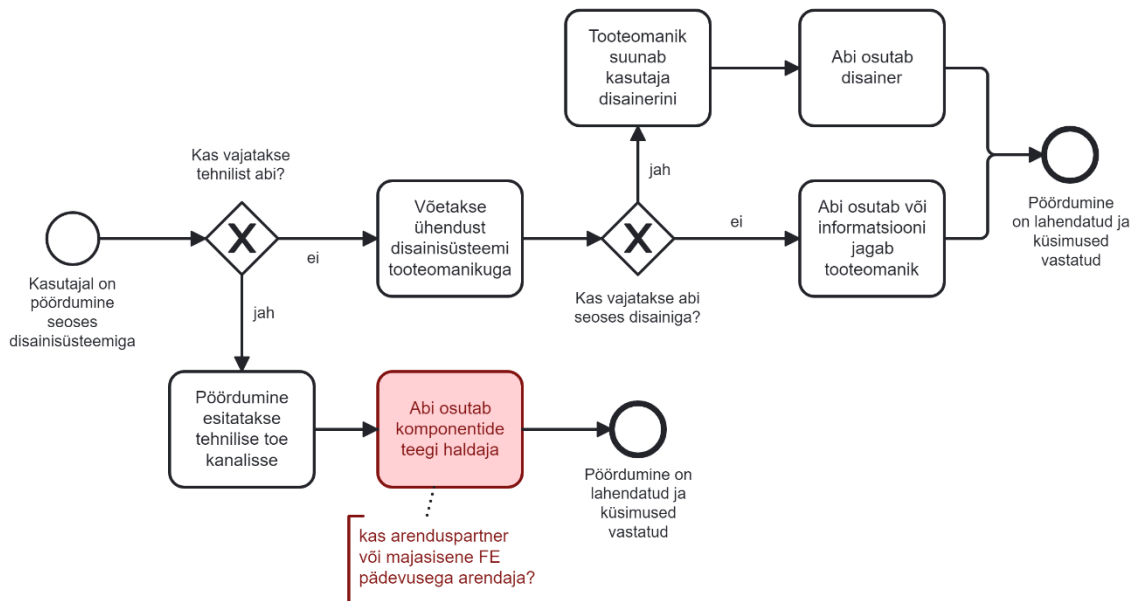 Kasutajal on
pöördumine
seoses
disainisüsteemiga
Kas vajatakse
tehnilist abi?
ei
jah
Võetakse
ühendust
disainisüsteemi
tooteomanikuga
Kas vajatakse abi
seoses disainiga?
jah
ei
Tooteomanik
suunab
kasutaja
disainerini
Abi osutab
disainer
Abi osutab või
informatsiooni
jagab
tooteomanik
Pöördumine
on lahendatud ja
küsimused
vastatud
Pöördumine
esitatakse
tehnilise toe
kanalisse
Abi osutab
komponentide
teegi haldaja
kas arenduspartner
või majasisene FE
pädevusega arendaja?
Pöördumine on
lahendatud ja
küsimused
vastatud